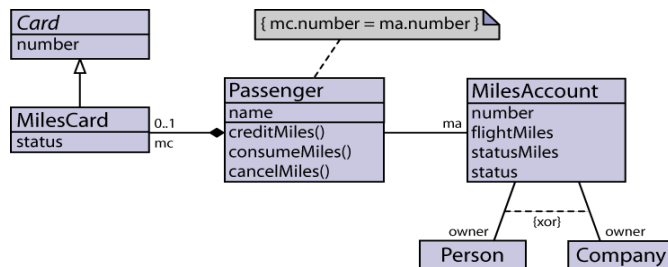 Card
number
{ mc.number = ma.number }
MilesCard
status
0..1
mc
Passenger
name
creditMiles()
consumeMiles()
cancelMiles()
ma
MilesAccount
number
flightMiles
statusMiles
status
owner
{xor}
owner
Person
Company